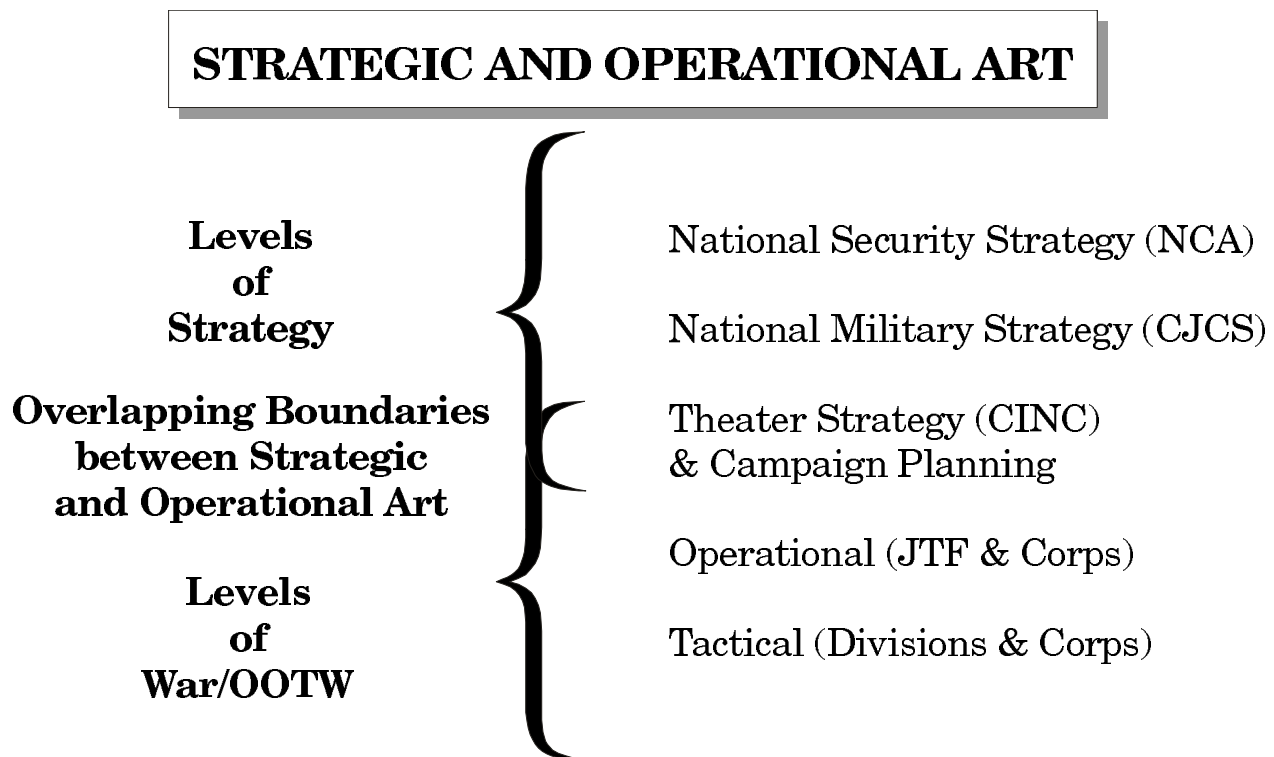 STRATEGIC AND OPERATIONAL ART
Levels
of
Strategy
Overlapping Boundaries
between Strategic
and Operational Art
Levels
of
War/OOTW
National Security Strategy (NCA)
National Military Strategy (CJCS)
Theater Strategy (CINC)
& Campaign Planning
Operational (JTF & Corps)
Tactical (Divisions & Corps)